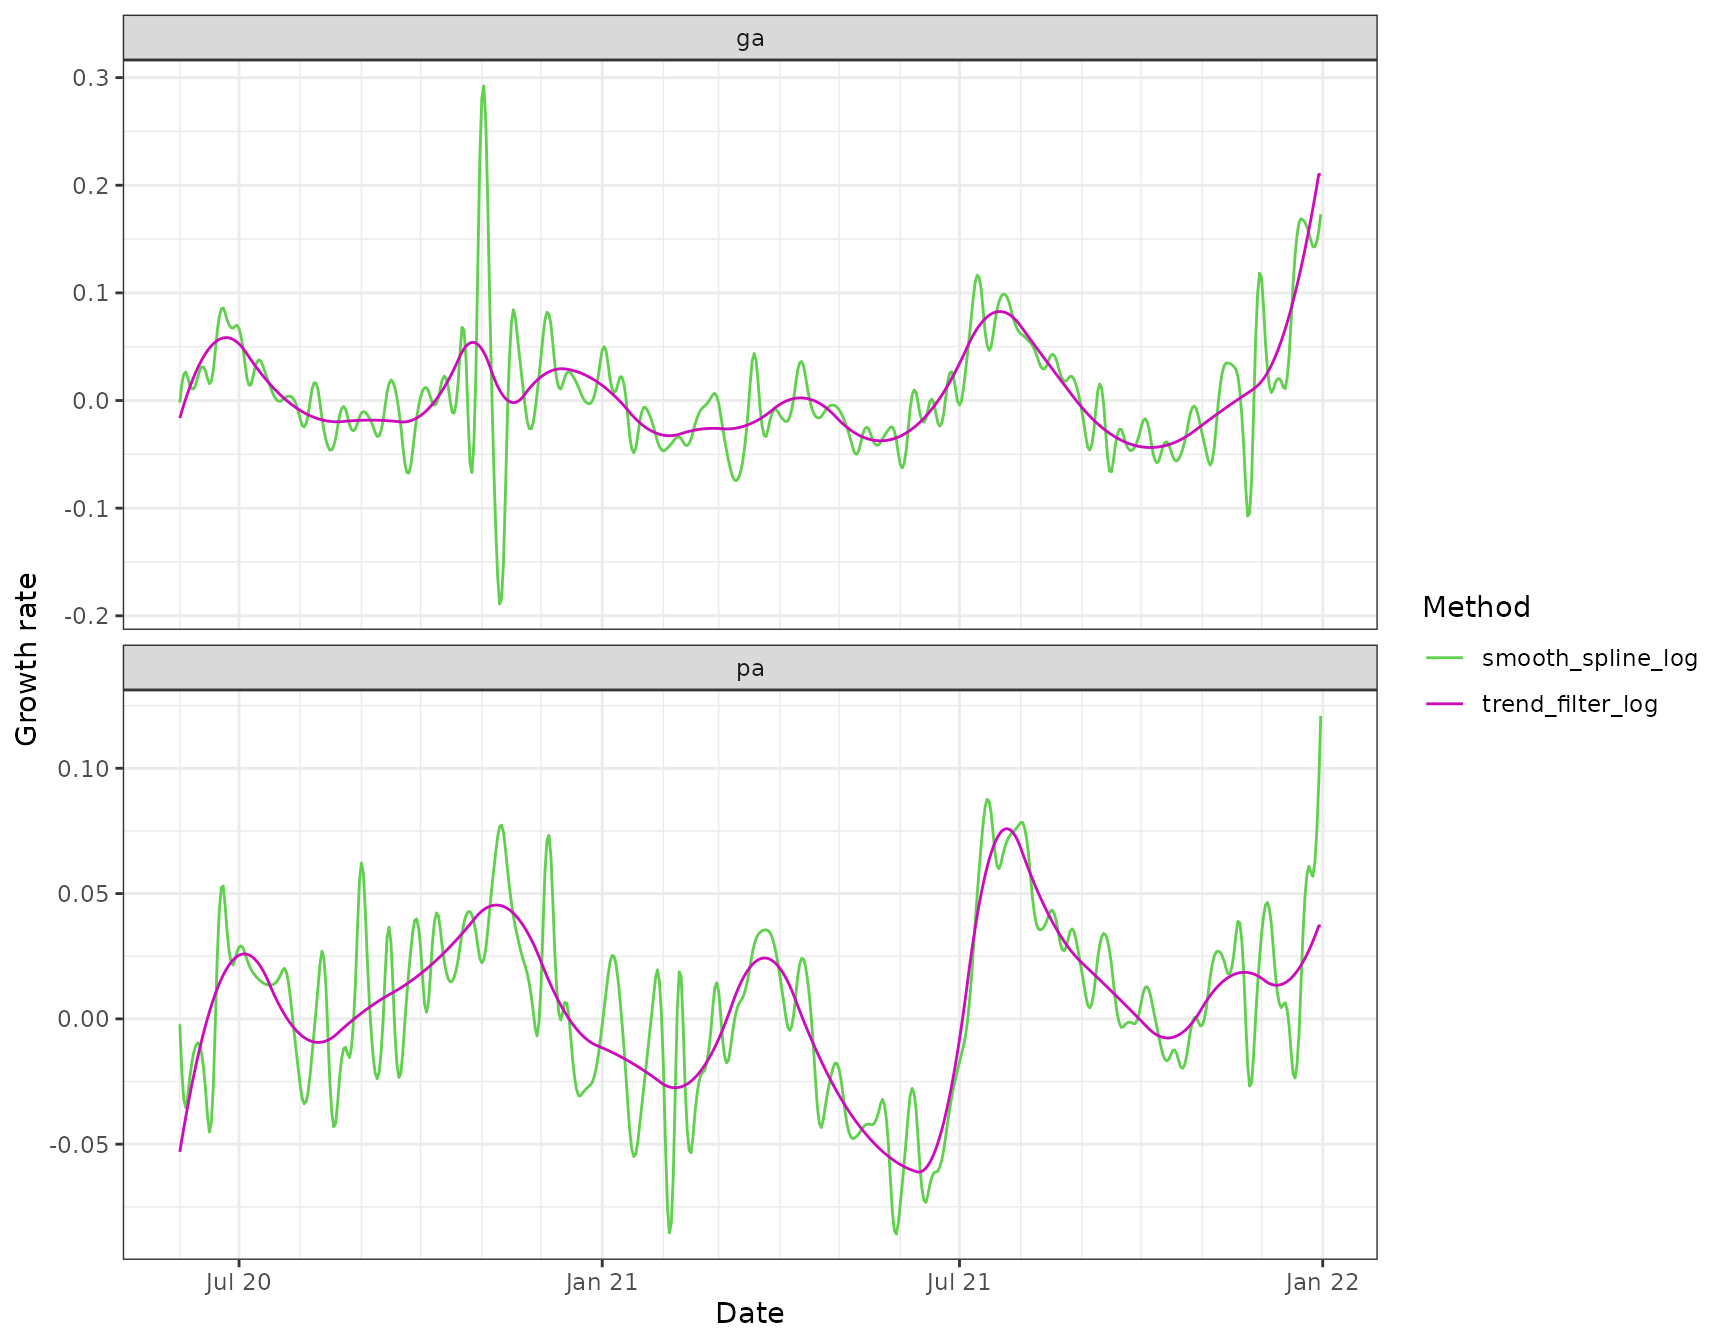 ga
0.3
0.2
0.1
0.0
-0.1
-0.2
pa
0.10
0.05
0.00
-0.05
Jul 20
Jan 21
Jul 21
Jan 22
Date
Growth rate
Method
smooth_spline_log
trend_filter_log